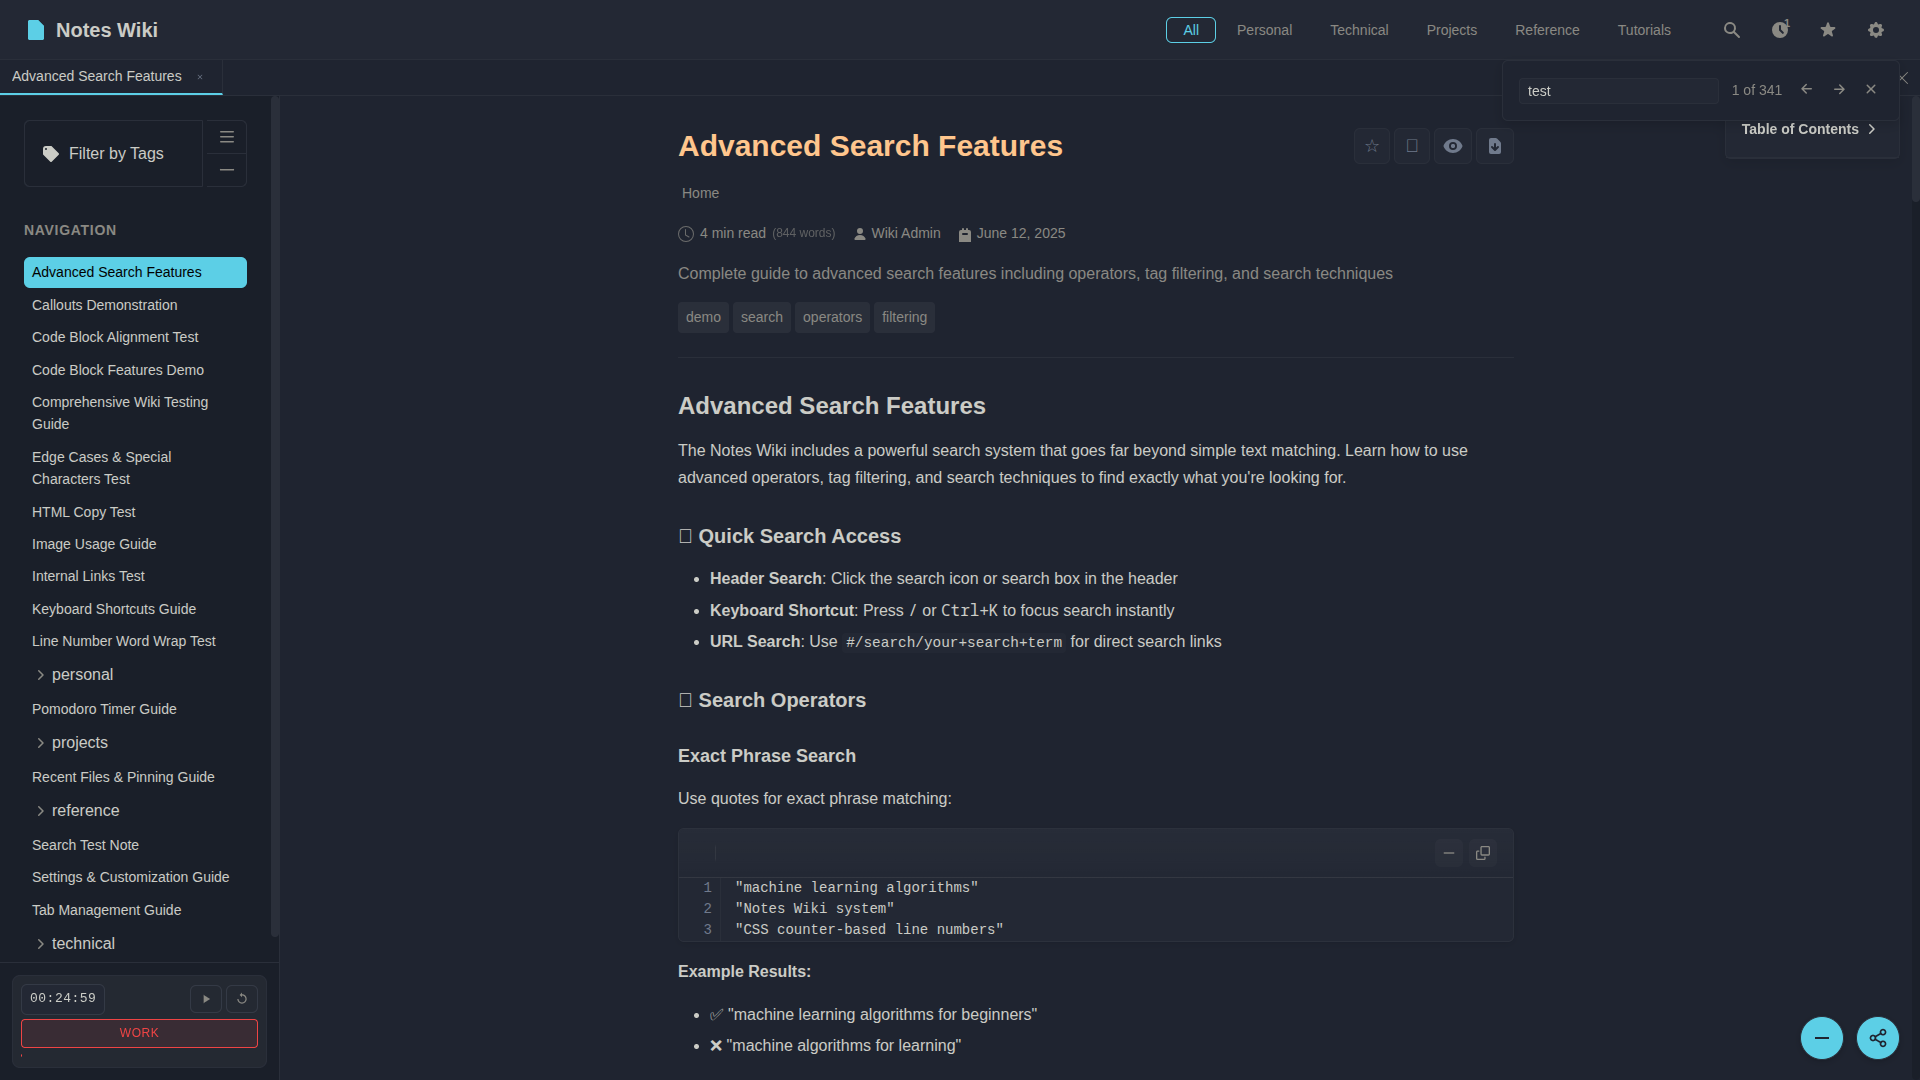 Notes Wiki
All
Personal
Technical
Projects
Reference
Tutorials
1
Advanced Search Features ×
test
1 of 341
Table of Contents
Filter by Tags
NAVIGATION
Advanced Search Features
Callouts Demonstration
Code Block Alignment Test
Code Block Features Demo
Comprehensive Wiki Testing
Guide
Edge Cases & Special
Characters Test
HTML Copy Test
Image Usage Guide
Internal Links Test
Keyboard Shortcuts Guide
Line Number Word Wrap Test
personal
Pomodoro Timer Guide
projects
Recent Files & Pinning Guide
reference
Search Test Note
Settings & Customization Guide
Tab Management Guide
technical
00:24:59
WORK
Advanced Search Features
Home
4 min read (844 words) Wiki Admin June 12, 2025
Complete guide to advanced search features including operators, tag filtering, and search techniques
demo search operators filtering
Advanced Search Features
The Notes Wiki includes a powerful search system that goes far beyond simple text matching. Learn how to use
advanced operators, tag filtering, and search techniques to find exactly what you're looking for.
Quick Search Access
• Header Search: Click the search icon or search box in the header
• Keyboard Shortcut: Press / or Ctrl+K to focus search instantly
• URL Search: Use #/search/your+search+term for direct search links
Search Operators
Exact Phrase Search
Use quotes for exact phrase matching:
1 "machine learning algorithms"
2 "Notes Wiki system"
3 "CSS counter-based line numbers"
Example Results:
• ✅ "machine learning algorithms for beginners"
• ❌ "machine algorithms for learning"